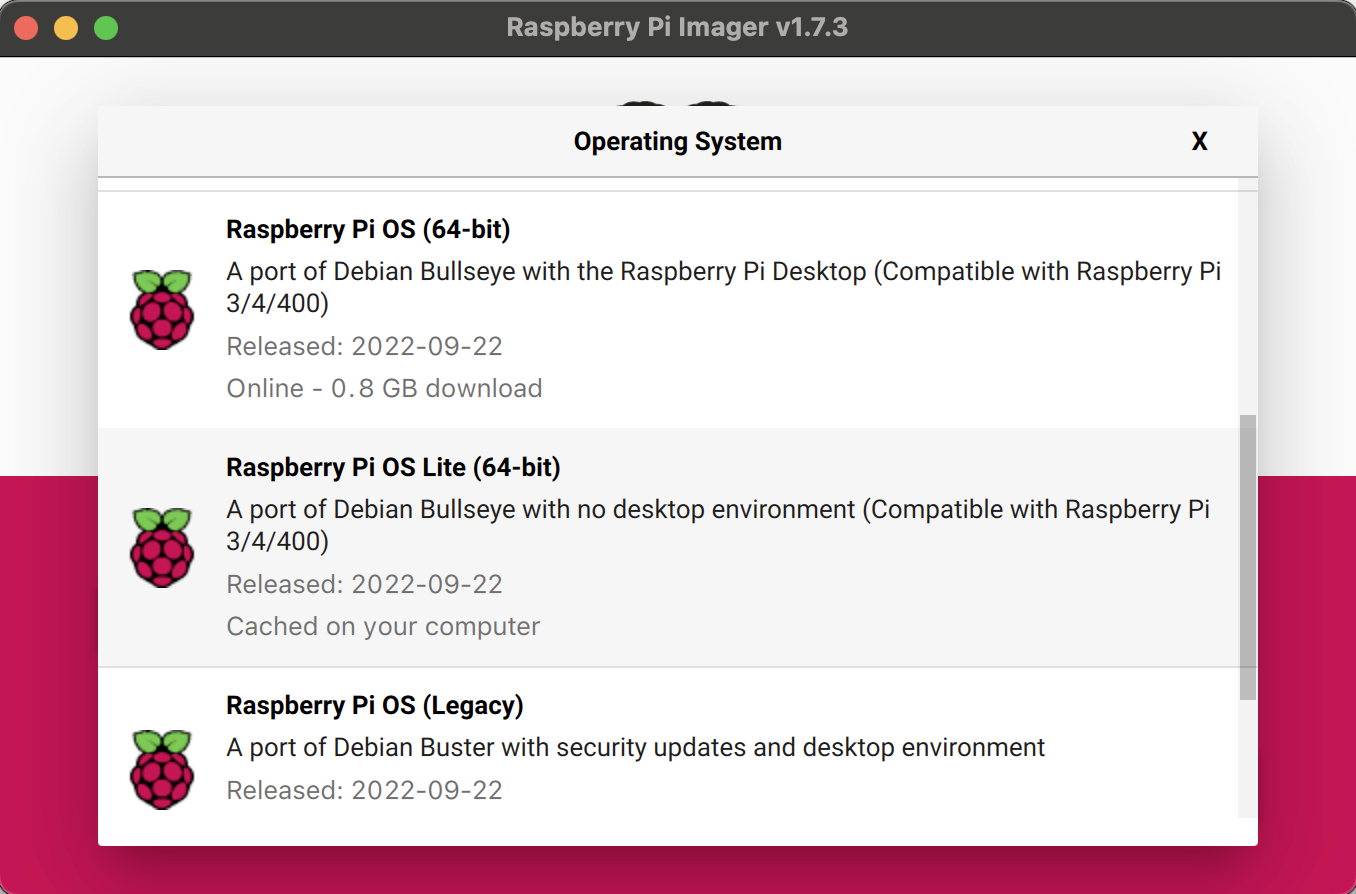 Raspberry Pi Imager v1.7.3
Operating System
X
Raspberry Pi OS (64-bit)
A port of Debian Bullseye with the Raspberry Pi Desktop (Compatible with Raspberry Pi
3/4/400)
Released: 2022-09-22
Online - 0.8 GB download
Raspberry Pi OS Lite (64-bit)
A port of Debian Bullseye with no desktop environment (Compatible with Raspberry Pi
3/4/400)
Released: 2022-09-22
Cached on your computer
Raspberry Pi OS (Legacy)
A port of Debian Buster with security updates and desktop environment
Released: 2022-09-22